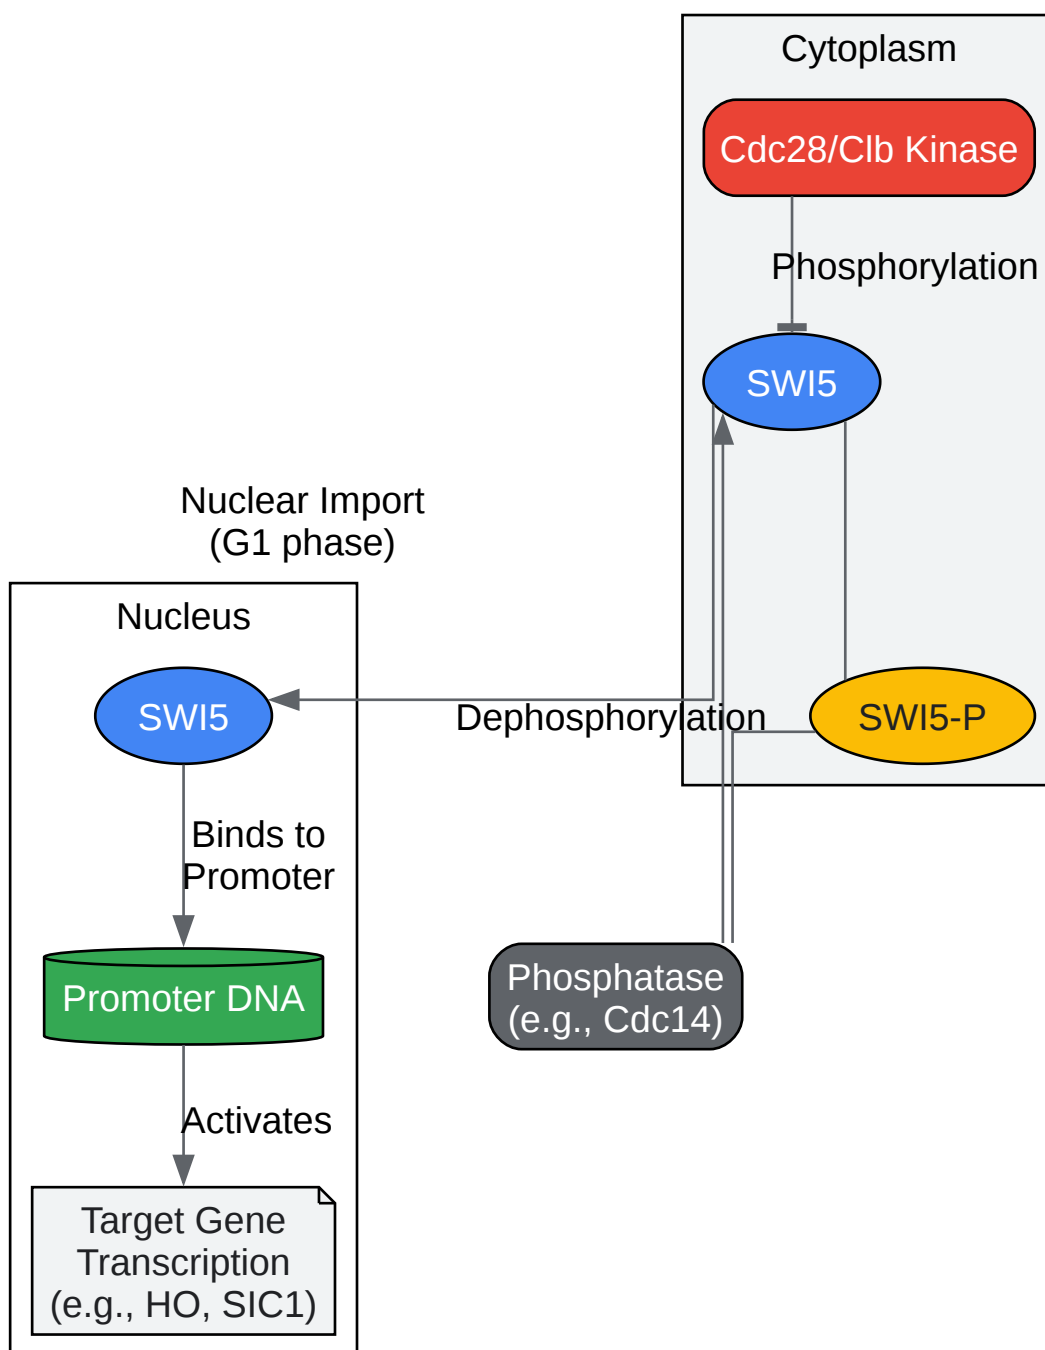 Cytoplasm
Cdc28/Clb Kinase
Phosphorylation
SWI5
Nuclear Import
(G1 phase)
Nucleus
SWI5
Dephosphorylation
SWI5-P
Binds to
Promoter
Promoter DNA
Phosphatase
(e.g., Cdc14)
Activates
Target Gene
Transcription
(e.g., HO, SIC1)